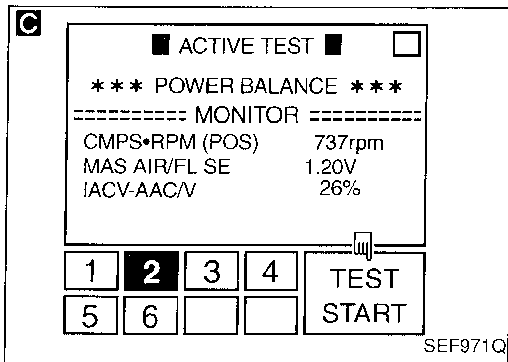 C
ACTIVE TEST
*** POWER BALANCE ***
========== MONITOR ==========
CMPS•RPM (POS) 737rpm
MAS AIR/FL SE 1.20V
IACV-AAC/V 26%
1 2 3 4
5 6
TEST
START
SEF971Q